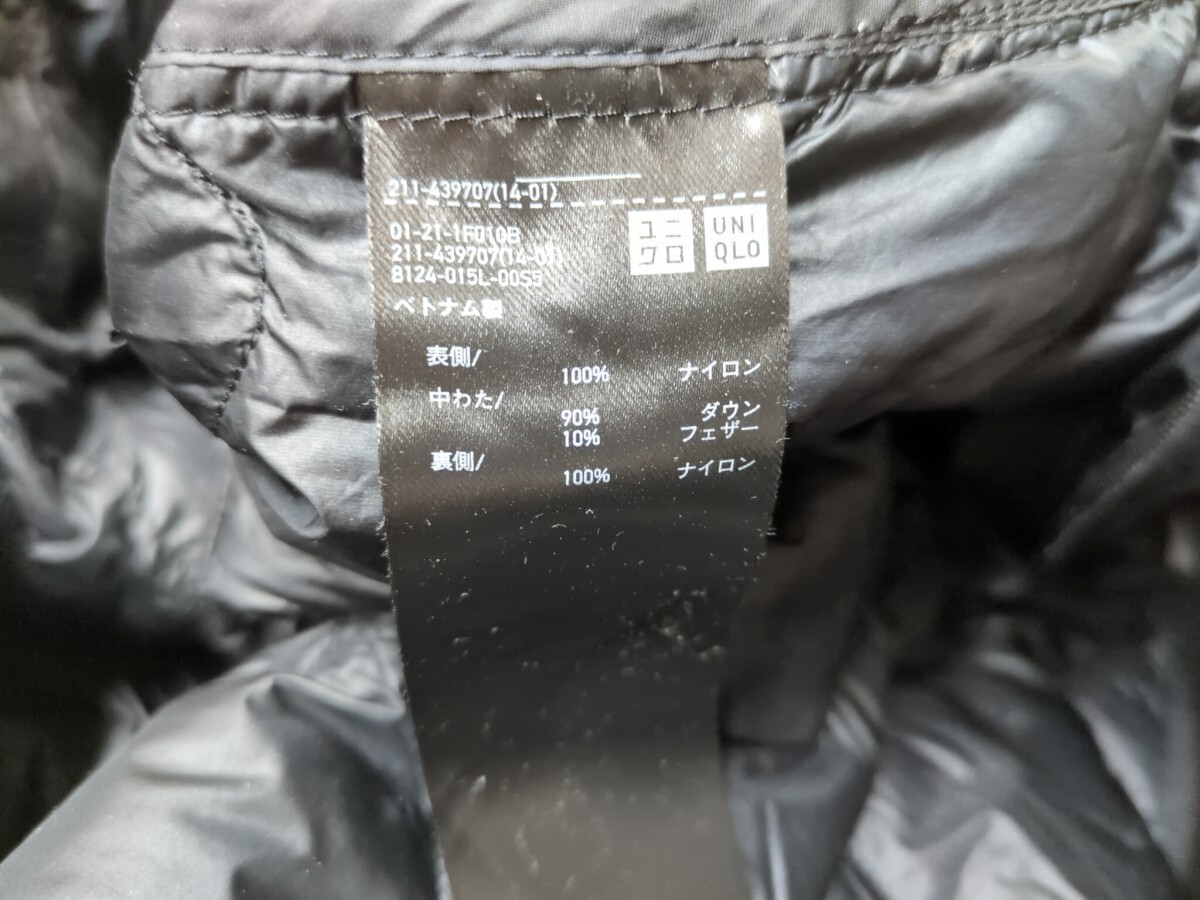 211-439707(14-01)
01-21-1F010B
211-439707(14-01)
8124-015L-00S5
ベトナム製
ユニ
クロ
UNI
QLO
表側/
100% ナイロン
中わた/
90% ダウン
10% フェザー
裏側/
100% ナイロン